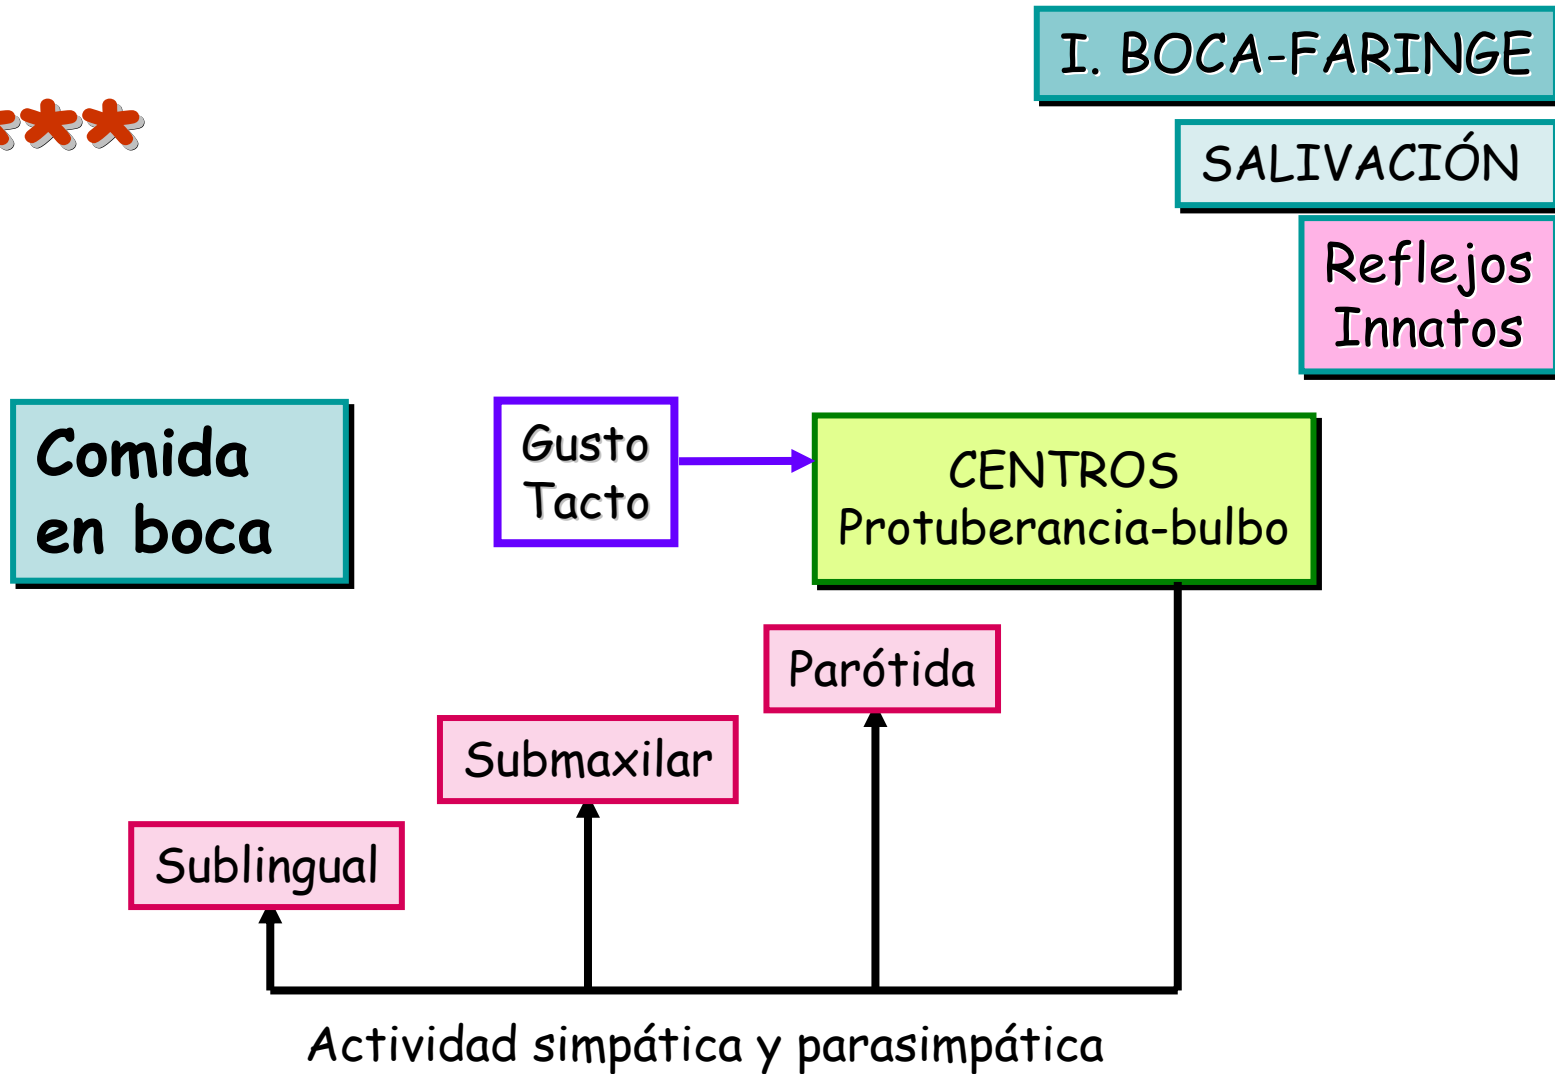 I. BOCA-FARINGE
***
SALIVACIÓN
Reflejos
Innatos
Comida
en boca
Gusto
Tacto
CENTROS
Protuberancia-bulbo
Parótida
Submaxilar
Sublingual
Actividad simpática y parasimpática